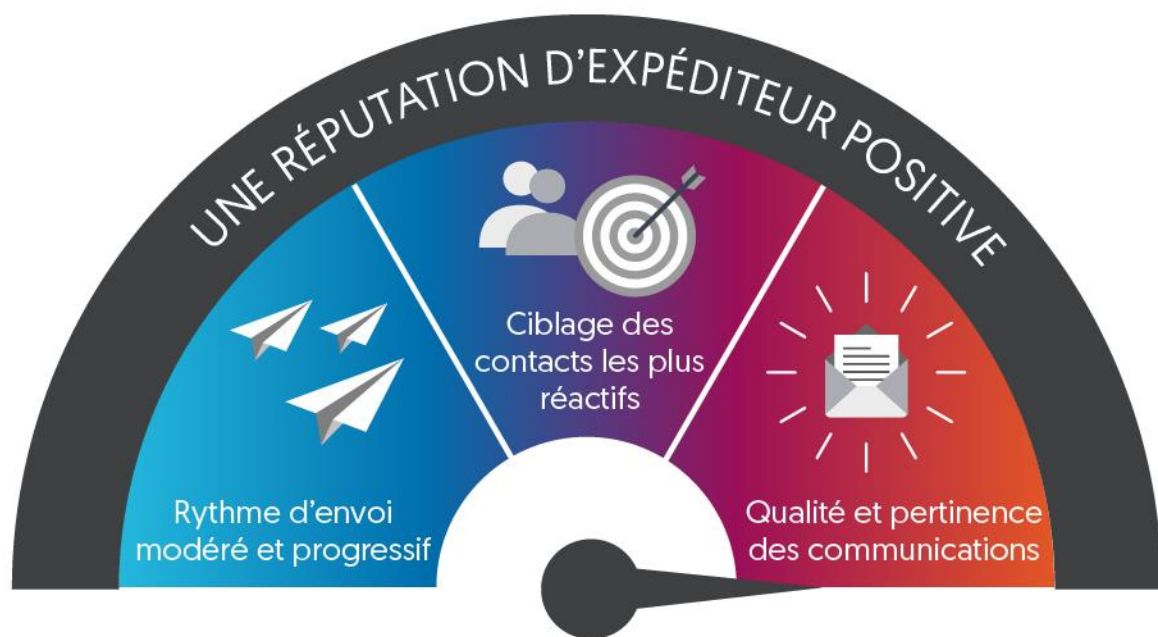 UNE RÉPUTATION D'EXPÉDITEUR POSITIVE
Rythme d'envoi
modéré et progressif
Ciblage des
contacts les plus
réactifs
Qualité et pertinence
des communications